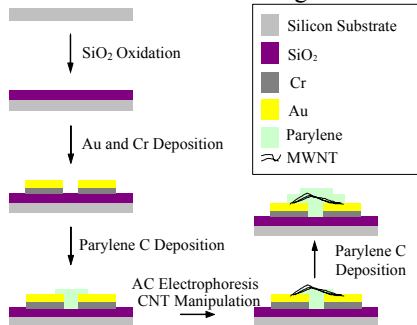 Silicon Substrate
SiO₂
Cr
Au
Parylene
MWNT
SiO₂ Oxidation
Au and Cr Deposition
Parylene C Deposition
AC Electrophoresis
CNT Manipulation
Parylene C
Deposition